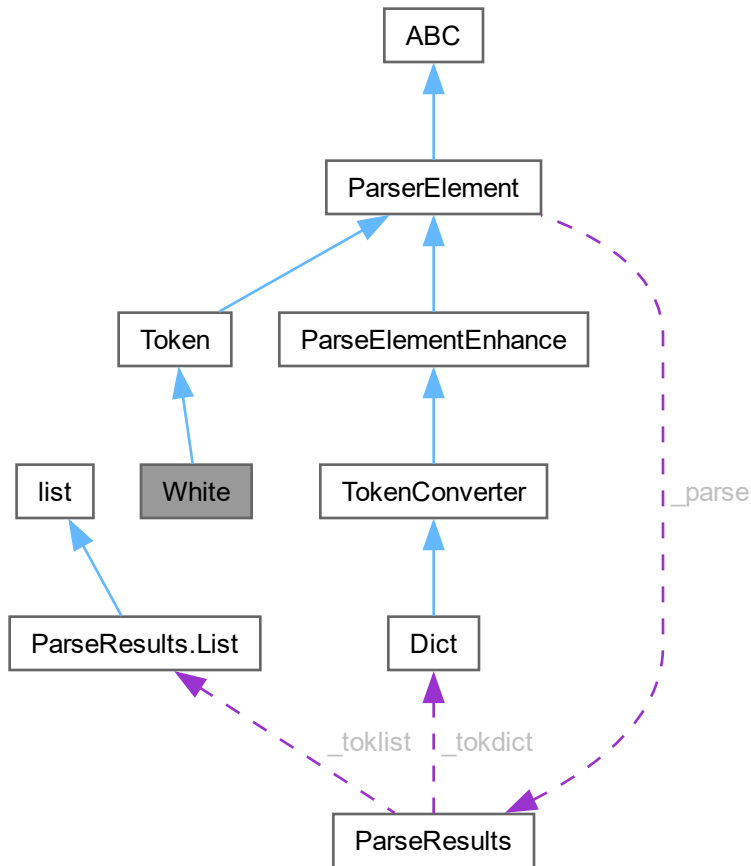 ABC
ParserElement
Token
ParseElementEnhance
list
White
TokenConverter
_parse
ParseResults.List
Dict
_toklist
_tokdict
ParseResults